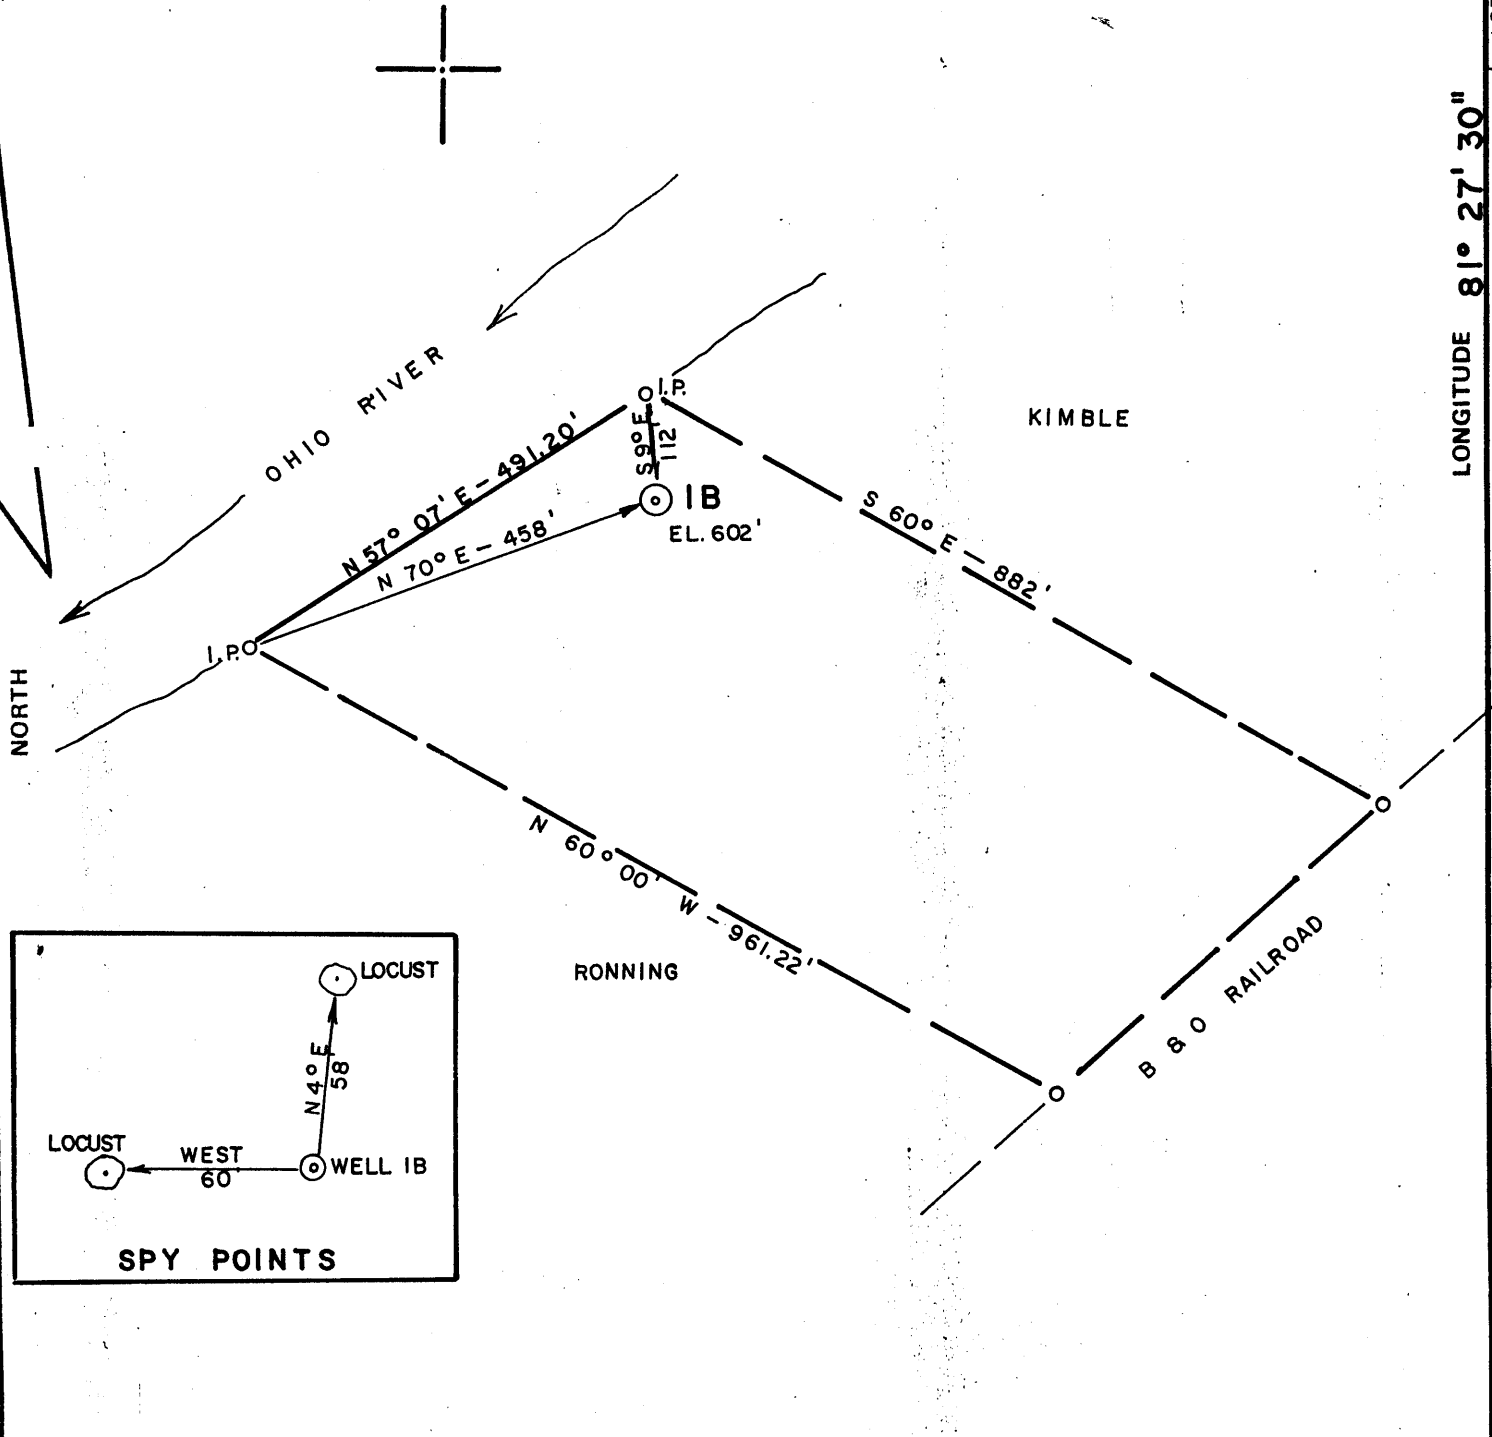 LONGITUDE 81° 27' 30"
OHIO RIVER
I.P.
KIMBLE
N 57° 07' E - 491.20'
S 9° E
112'
1B
EL. 602'
N 70° E - 458'
S 60° E - 882'
I.P.
NORTH
N 60° 00' W - 961.22'
RONNING
B & O RAILROAD
LOCUST
N 4° E
58'
LOCUST
WEST
60'
WELL 1B
SPY POINTS